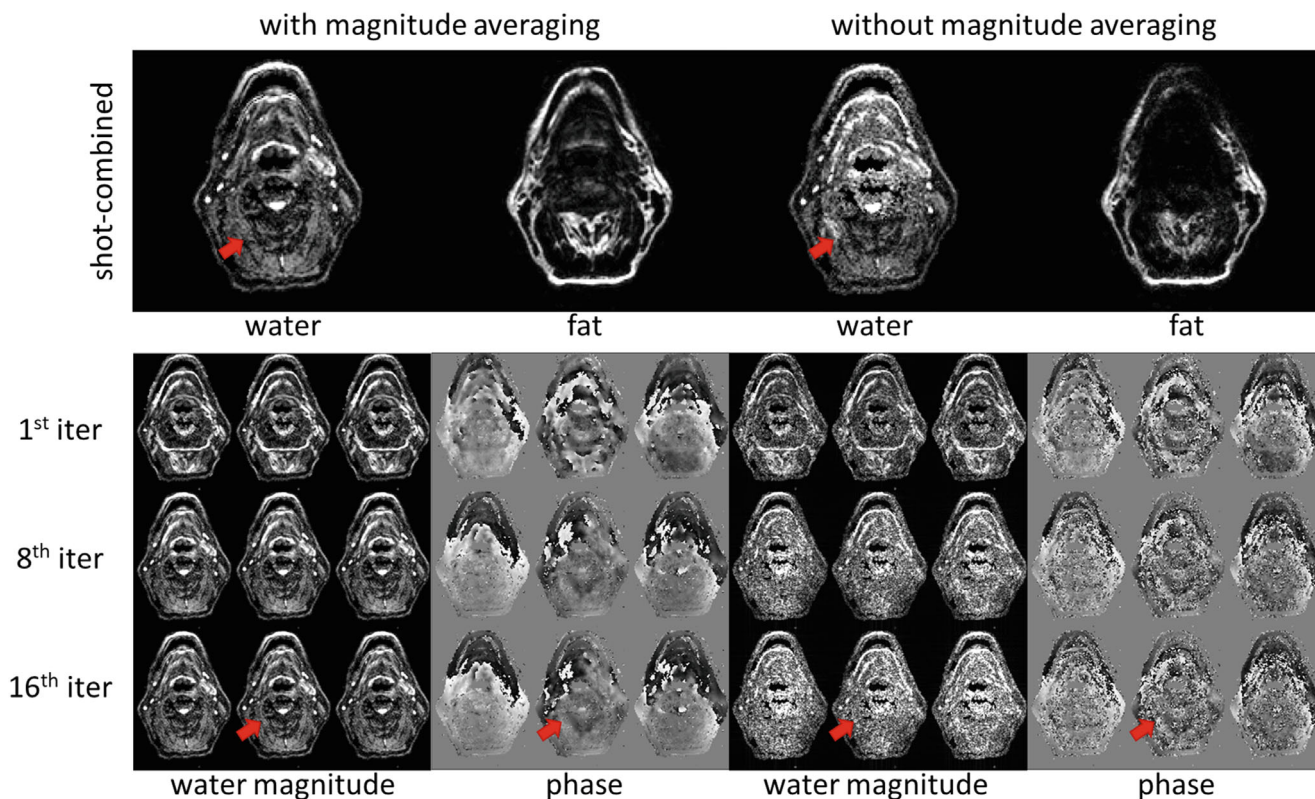 with magnitude averaging
without magnitude averaging
shot-combined
water
fat
water
fat
1st iter
8th iter
16th iter
water magnitude
phase
water magnitude
phase